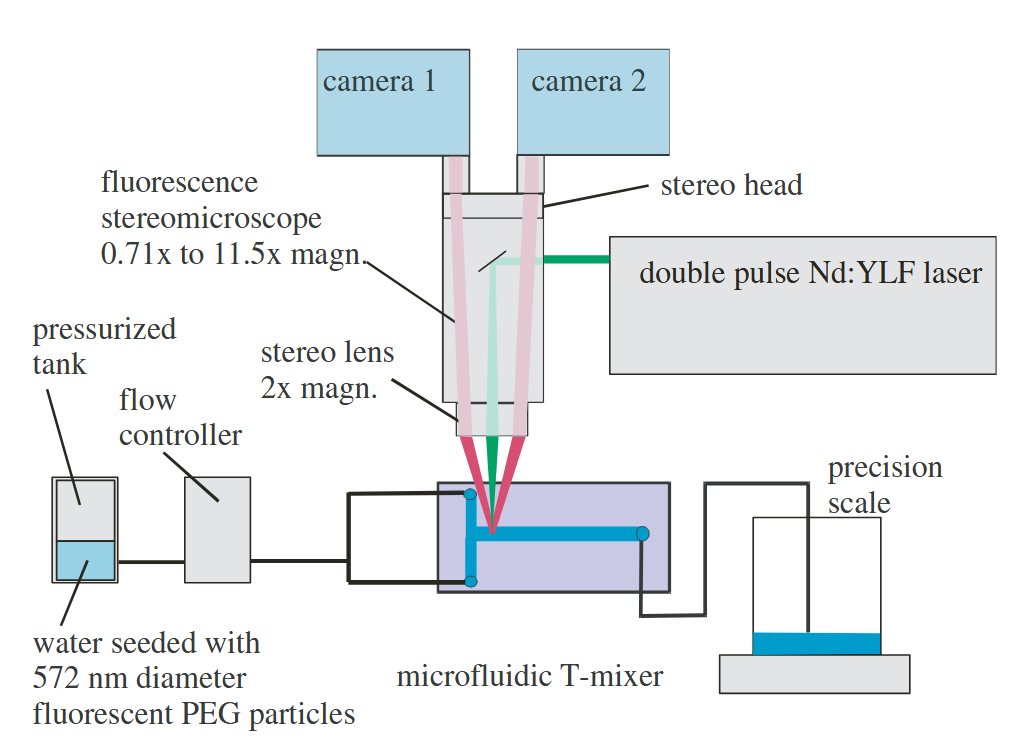 camera 1
camera 2
fluorescence
stereomicroscope
0.71x to 11.5x magn.
stereo head
double pulse Nd:YLF laser
pressurized
tank
stereo lens
2x magn.
flow
controller
precision
scale
water seeded with
572 nm diameter
fluorescent PEG particles
microfluidic T-mixer